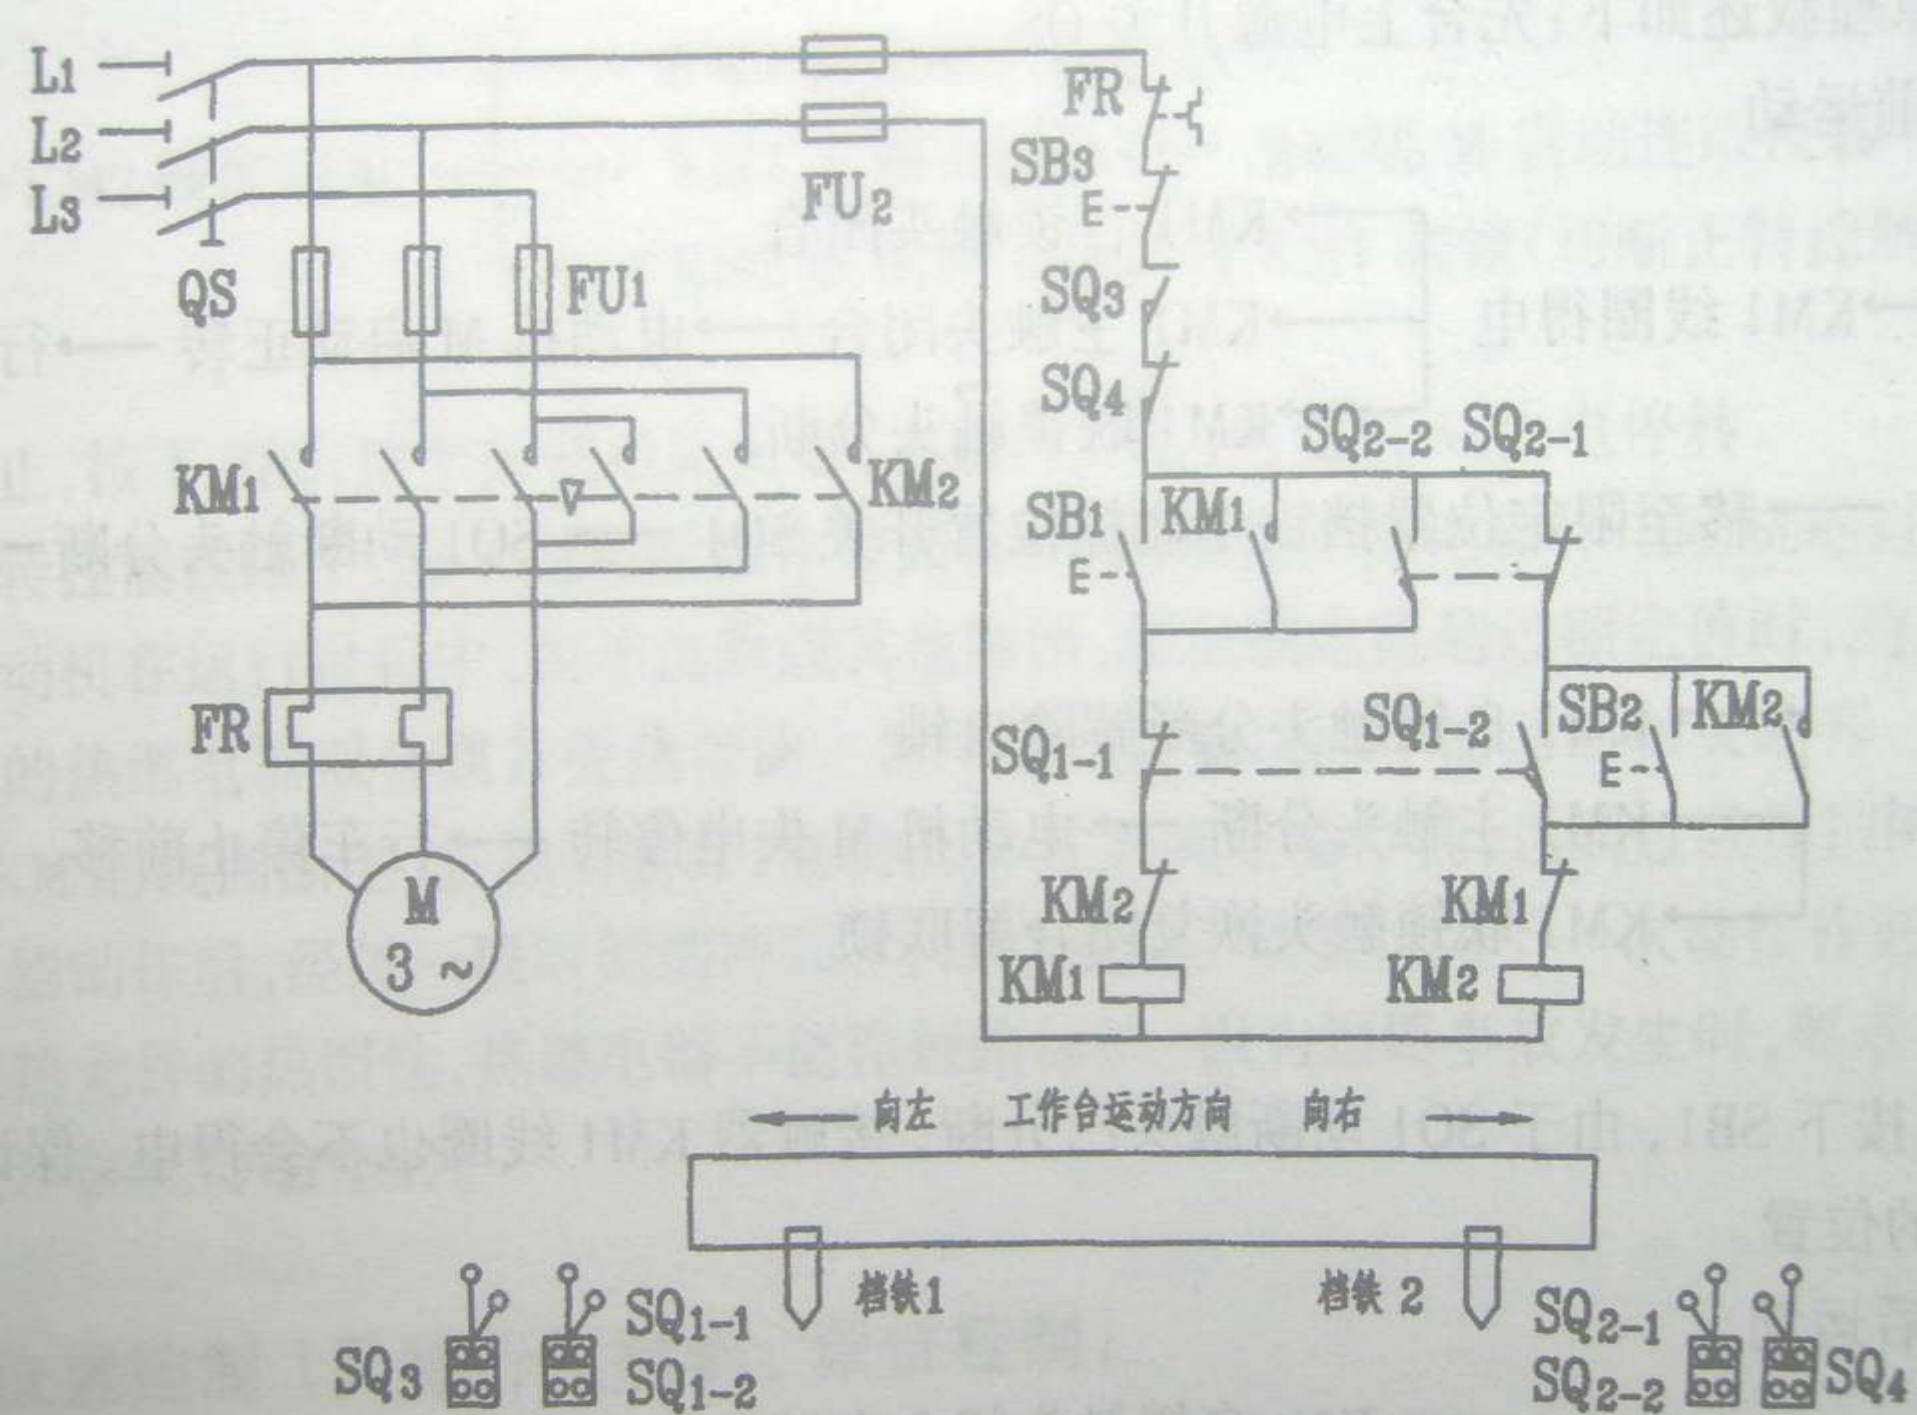 L1
L2
L3
QS
FU1
FU2
FR
SB3
E
SQ3
SQ4
SQ2-2 SQ2-1
KM1
KM2
SB1
KM1
E
FR
SQ1-1
SQ1-2
SB2
KM2
E
M
3~
KM2
KM1
KM1
KM2
向左 工作台运动方向 向右
档铁1
档铁2
SQ3
SQ1-1
SQ1-2
SQ2-1
SQ2-2
SQ4